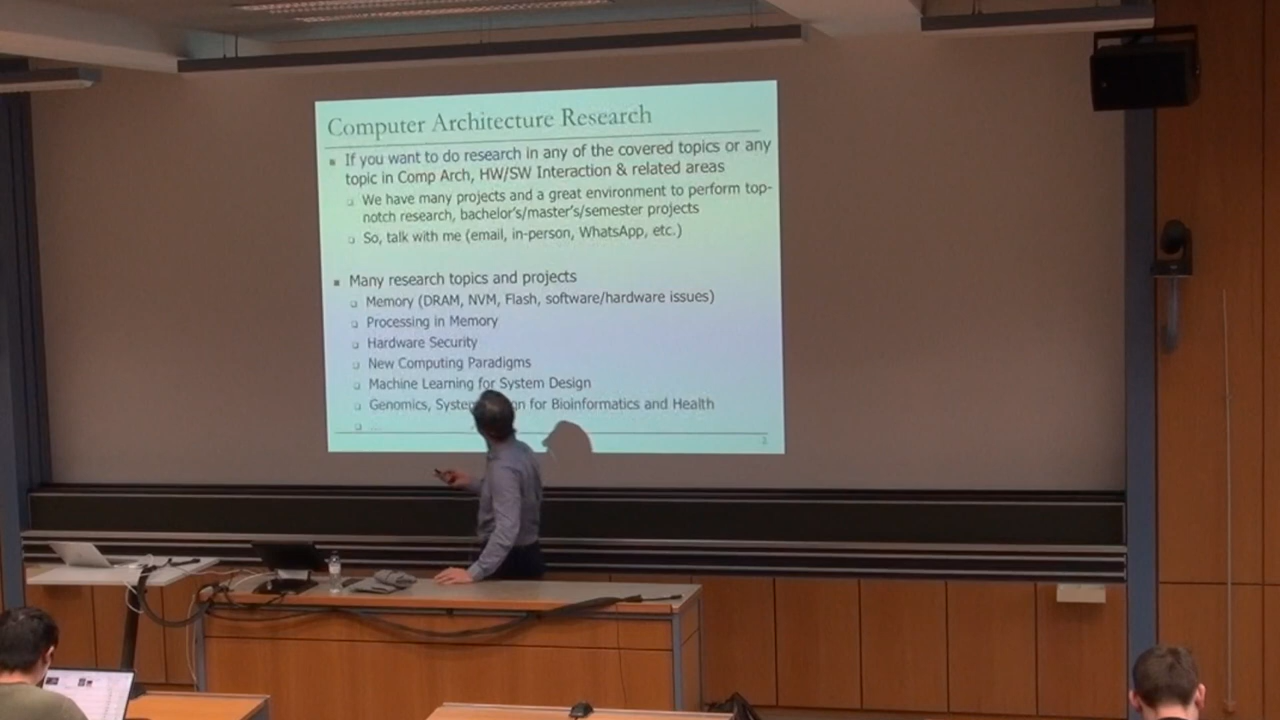 Computer Architecture Research
If you want to do research in any of the covered topics or any
topic in Comp Arch, HW/SW Interaction & related areas
We have many projects and a great environment to perform top-
notch research, bachelor's/master's/semester projects
So, talk with me (email, in-person, WhatsApp, etc.)
Many research topics and projects
Memory (DRAM, NVM, Flash, software/hardware issues)
Processing in Memory
Hardware Security
New Computing Paradigms
Machine Learning for System Design
Genomics, for Bioinformatics and Health
...